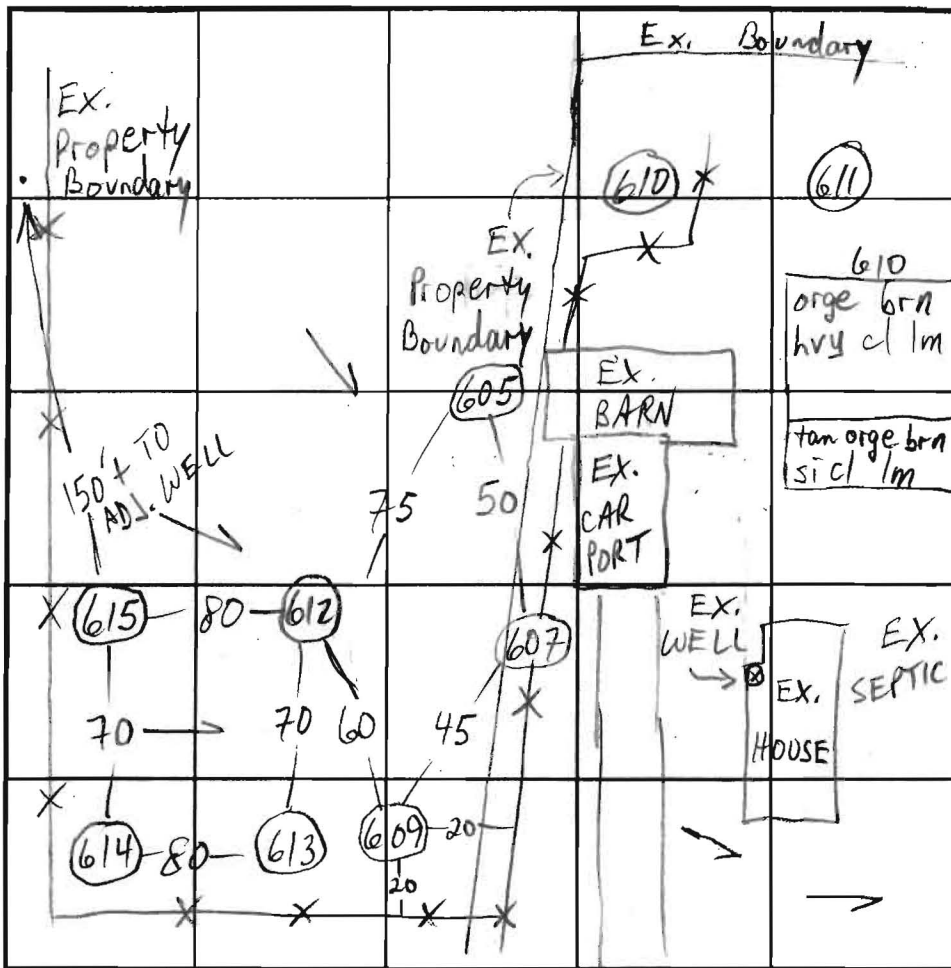 Ex. Boundary
EX.
Property
Boundary
610
611
EX.
Property
Boundary
610
orge brn
hvy cl lm
tan orge brn
si cl lm
605
EX.
BARN
EX.
CAR
PORT
150'+ TO
ADJ. WELL
75
50
615
80
612
607
EX.
WELL
EX.
HOUSE
EX.
SEPTIC
70
70
60
45
614
80
613
609
20
20